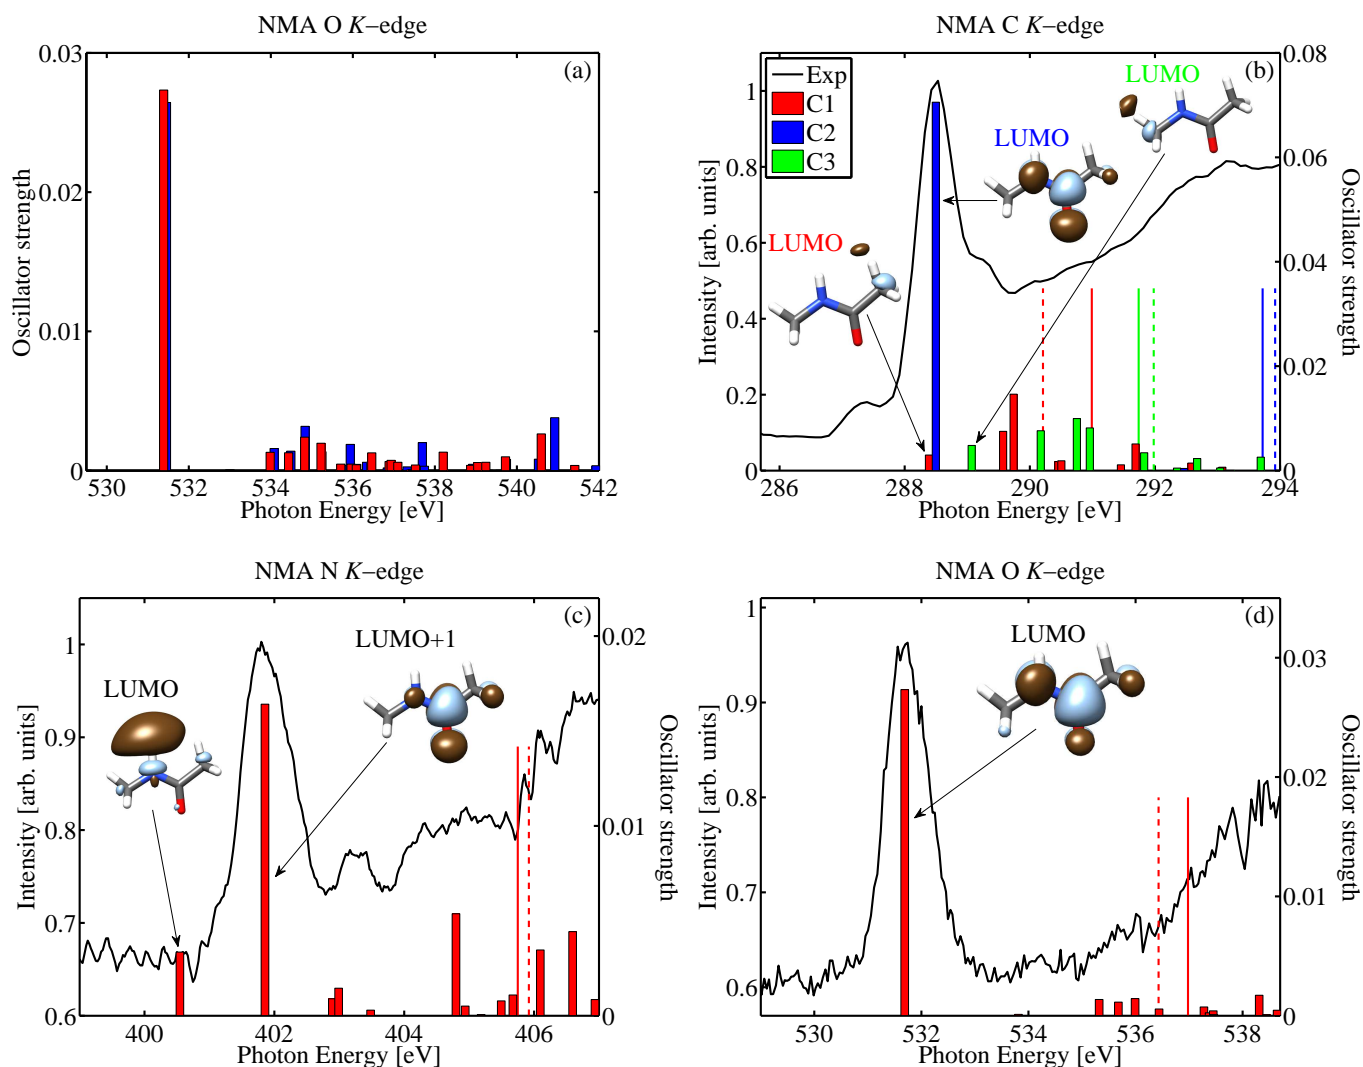 NMA O K−edge
(a)
Oscillator strength
0.03
0.02
0.01
0
530 532 534 536 538 540 542
Photon Energy [eV]
NMA C K−edge
(b)
Exp
C1
C2
C3
LUMO
LUMO
LUMO
Intensity [arb. units]
1
0.8
0.6
0.4
0.2
0
Oscillator strength
0.08
0.06
0.04
0.02
0
286 288 290 292 294
Photon Energy [eV]
NMA N K−edge
(c)
LUMO
LUMO+1
Intensity [arb. units]
1
0.9
0.8
0.7
0.6
Oscillator strength
0.02
0.01
0
400 402 404 406
Photon Energy [eV]
NMA O K−edge
(d)
LUMO
Intensity [arb. units]
1
0.9
0.8
0.7
0.6
Oscillator strength
0.03
0.02
0.01
0
530 532 534 536 538
Photon Energy [eV]